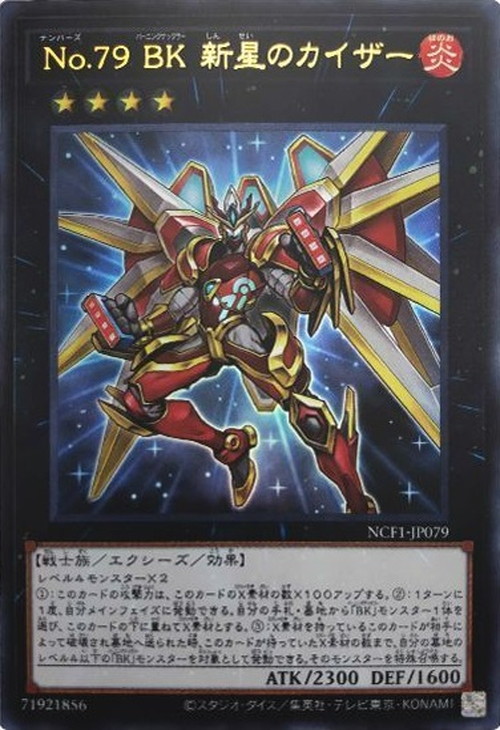 ナンバーズ バーニングナックラー しん せい
No.79 BK 新星のカイザー
ほのお
炎
79
NCF1-JP079
【戦士族/エクシーズ/効果】
レベル4モンスター×2
①:このカードの攻撃力は、このカードのX素材の数×100アップする。②:1ターンに
1度、自分メインフェイズに発動できる。自分の手札・墓地から「BK」モンスター1体を
選び、このカードの下に重ねてX素材とする。③:X素材を持っているこのカードが相手に
よって破壊され墓地へ送られた時、このカードが持っていたX素材の数まで、自分の墓地の
レベル4以下の「BK」モンスターを対象として発動できる。そのモンスターを特殊召喚する。
ATK/2300 DEF/1600
71921856
©スタジオ・ダイス/集英社・テレビ東京・KONAMI